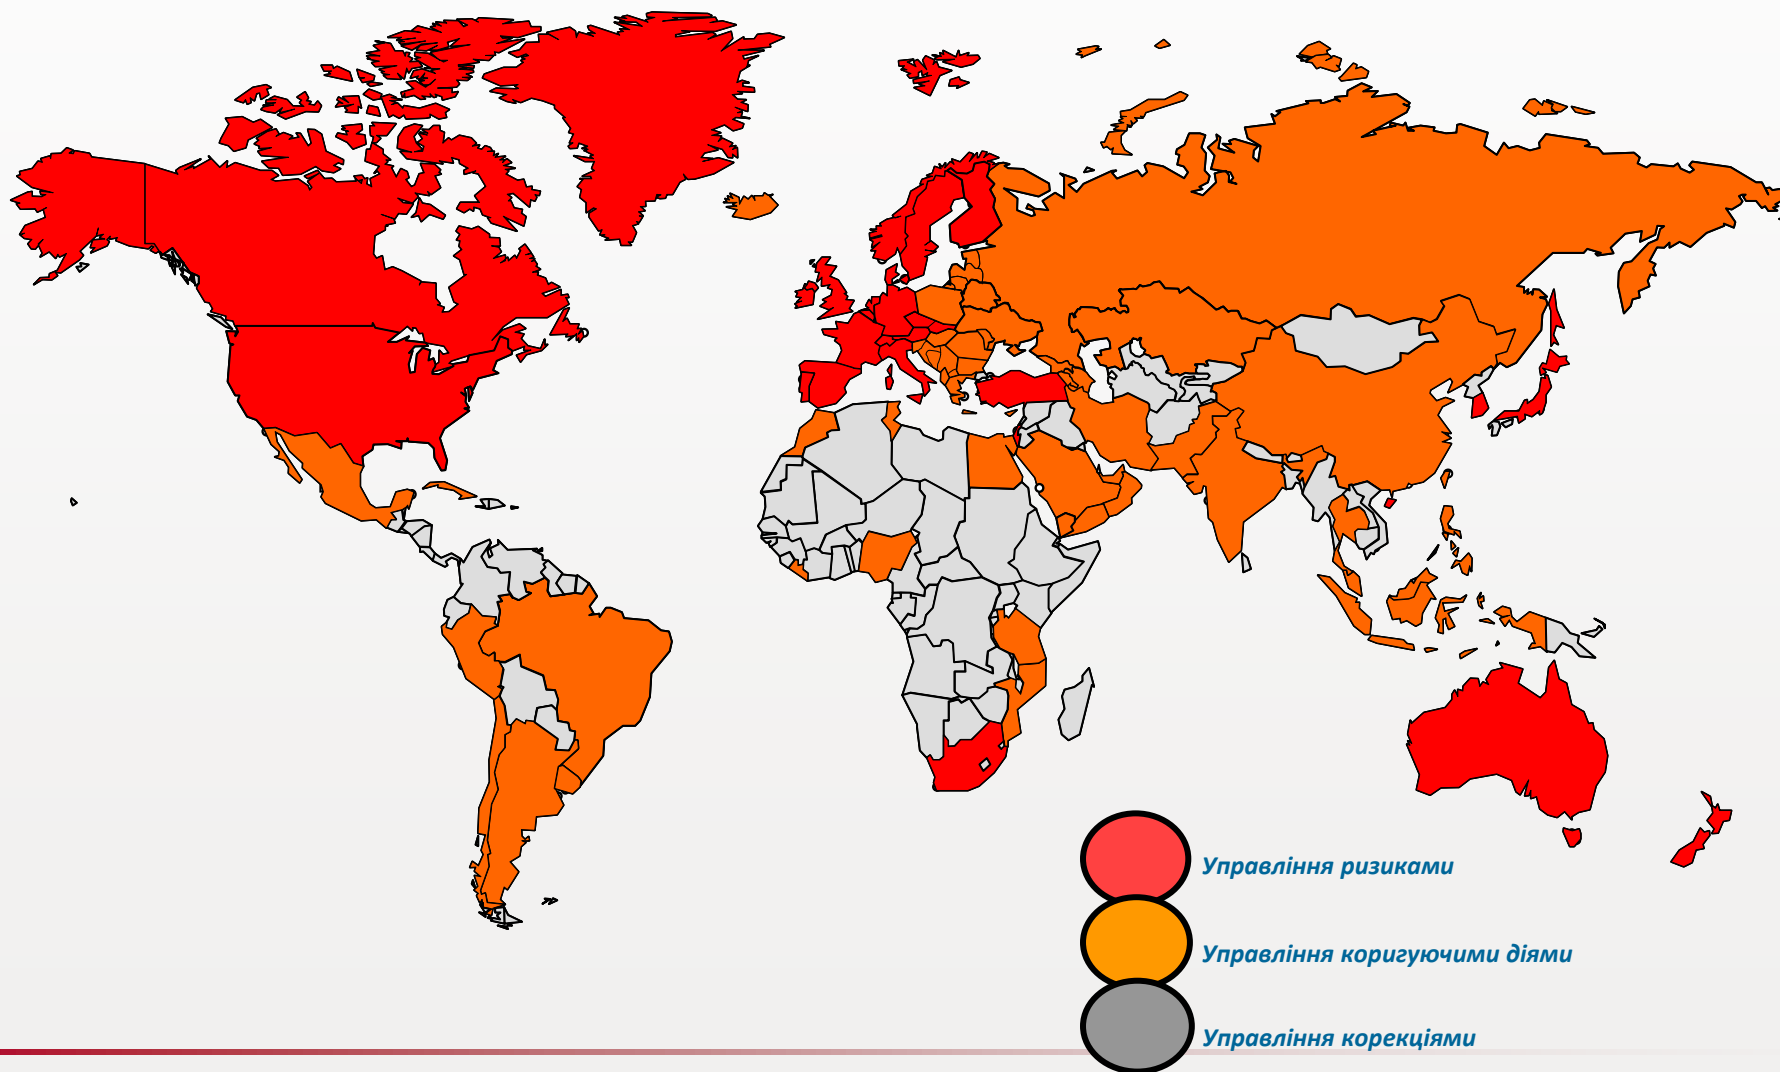 Управління ризиками
Управління коригуючими діями
Управління корекціями